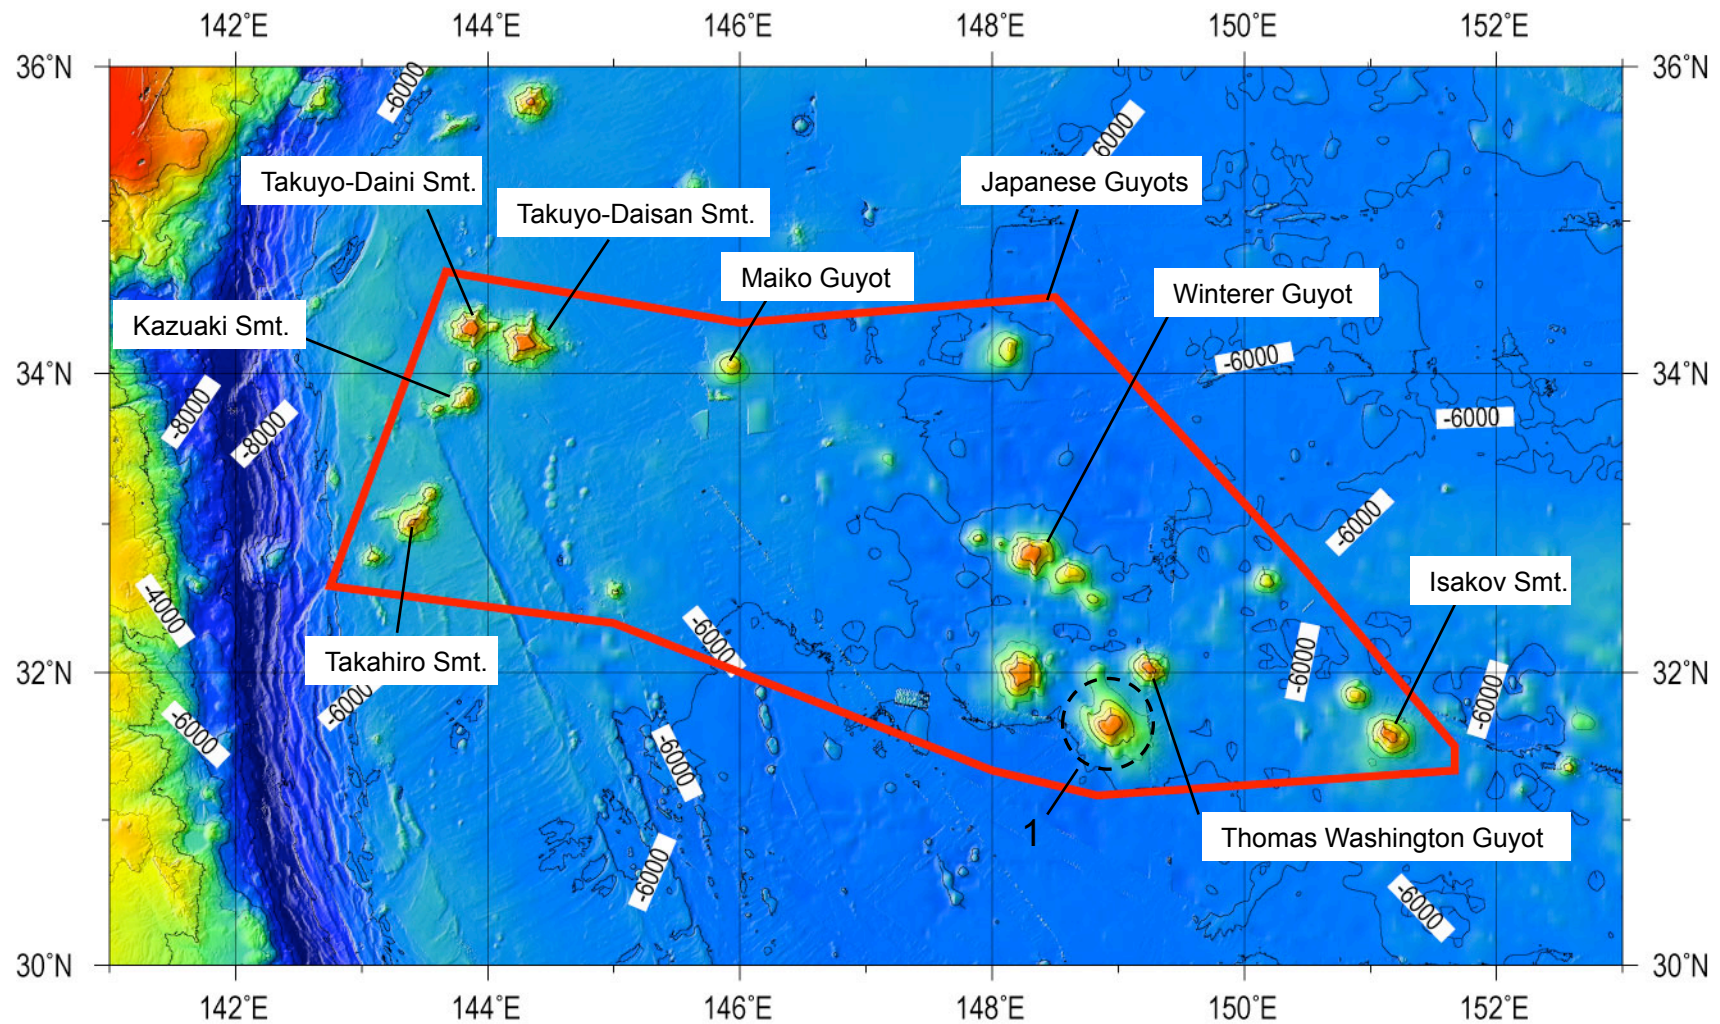 142°E 144°E 146°E 148°E 150°E 152°E
36°N 36°N
-6000
6000
Takuyo-Daini Smt.
Japanese Guyots
Takuyo-Daisan Smt.
Maiko Guyot
Winterer Guyot
Kazuaki Smt.
-6000
34°N 34°N
-8000
-8000
-6000
-6000
Isakov Smt.
-4000
-6000
32°N 32°N
Takahiro Smt.
-6000
-6000
-6000
-6000
-6000
1
Thomas Washington Guyot
-6000
-6000
30°N 30°N
142°E 144°E 146°E 148°E 150°E 152°E